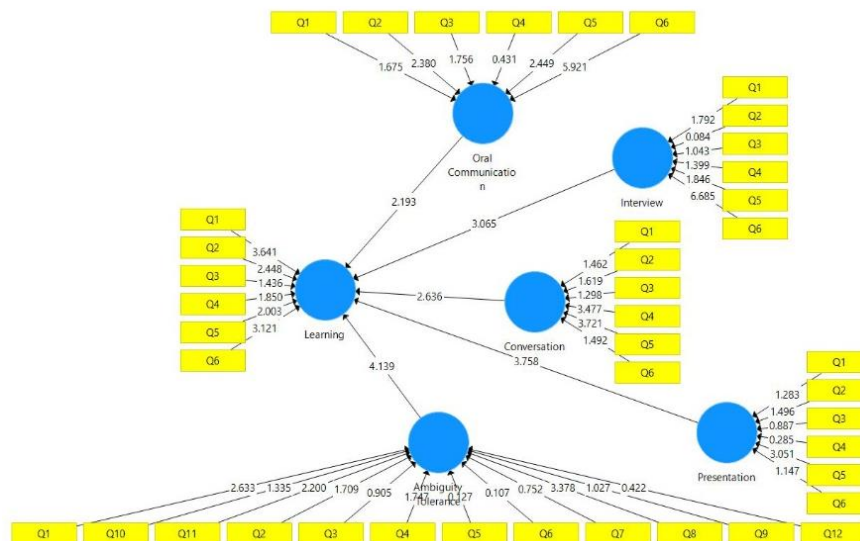 Q1 Q2 Q3 Q4 Q5 Q6
1.675 2.380 1.756 0.431 2.449 5.921
Oral
Communicatio
n
Q1
Q2
Q3
Q4
Q5
Q6
1.792
0.084
1.043
1.399
1.846
6.685
Interview
2.193
3.065
Q1
Q2
Q3
Q4
Q5
Q6
3.641
2.448
1.436
1.850
2.003
3.121
Learning
2.636
Q1
Q2
Q3
Q4
Q5
Q6
1.462
1.619
1.298
3.477
3.721
1.492
Conversation
3.758
4.139
Q1
Q2
Q3
Q4
Q5
Q6
1.283
1.496
0.887
0.285
3.051
1.147
Presentation
Ambiguity
Tolerance
2.633 1.335 2.200 1.709 0.905 1.747 0.127 0.107 0.752 3.378 1.027 0.422
Q1 Q10 Q11 Q2 Q3 Q4 Q5 Q6 Q7 Q8 Q9 Q12